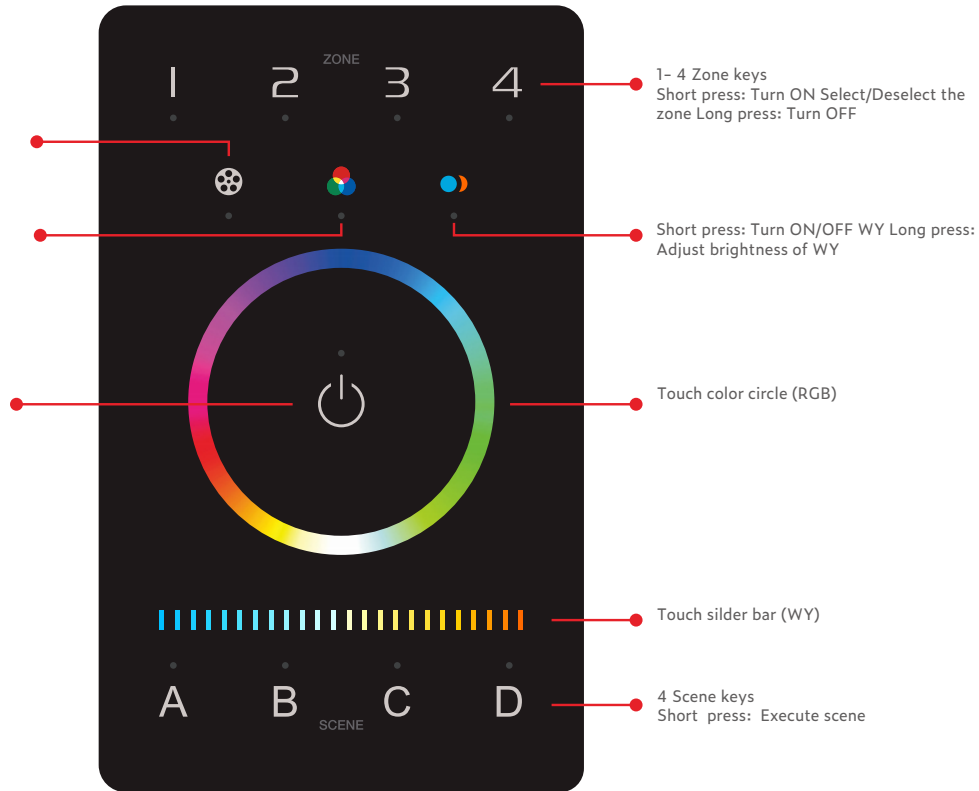 ZONE
1 2 3 4
1- 4 Zone keys
Short press: Turn ON Select/Deselect the
zone Long press: Turn OFF
Short press: Turn ON/OFF WY Long press:
Adjust brightness of WY
Touch color circle (RGB)
Touch silder bar (WY)
A B C D
SCENE
4 Scene keys
Short press: Execute scene